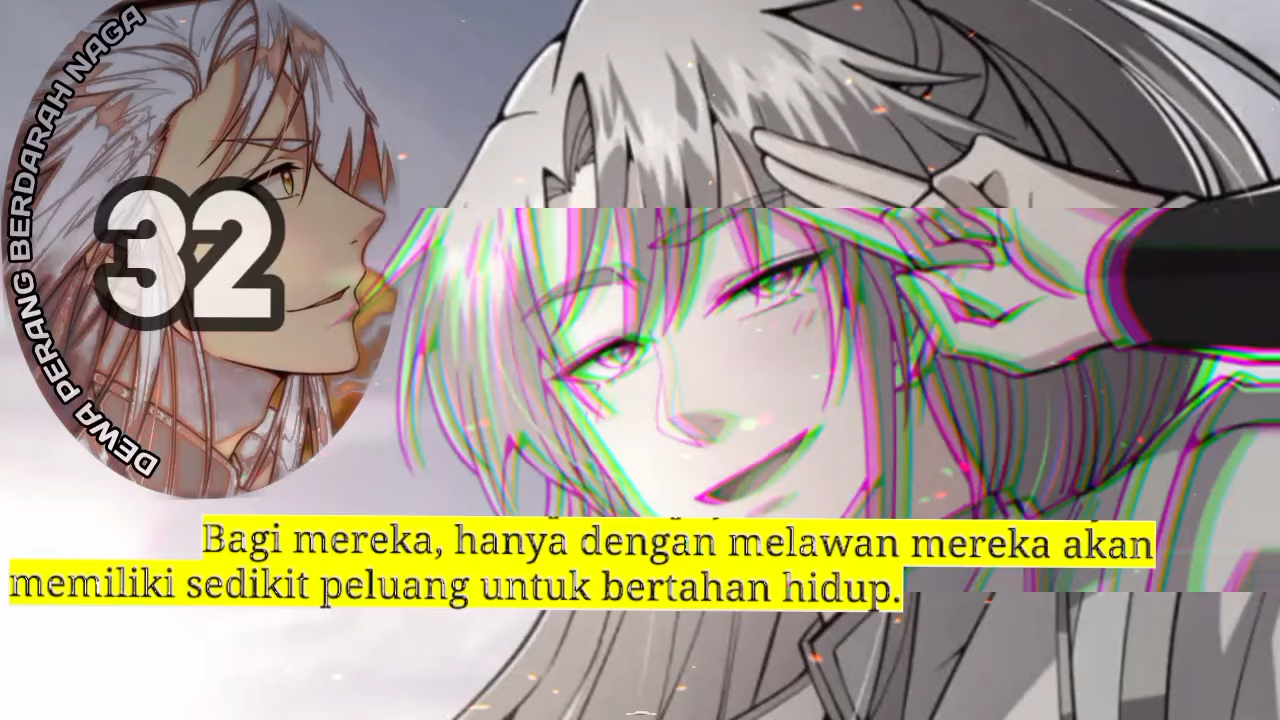 DEWA PERANG BERDARAH NAGA
32
Bagi mereka, hanya dengan melawan mereka akan
memiliki sedikit peluang untuk bertahan hidup.